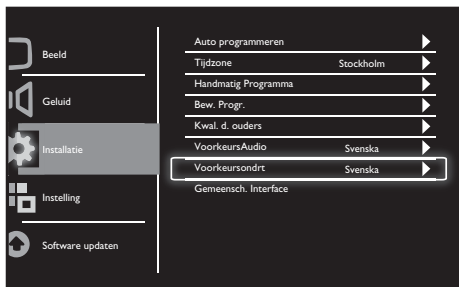 Beeld
Geluid
Installatie
Instelling
Software updaten
Auto programmeren
Tijdzone Stockholm
Handmatig Programma
Bew. Progr.
Kwal. d. ouders
VoorkeursAudio Svenska
Voorkeursondrt Svenska
Gemeensch. Interface